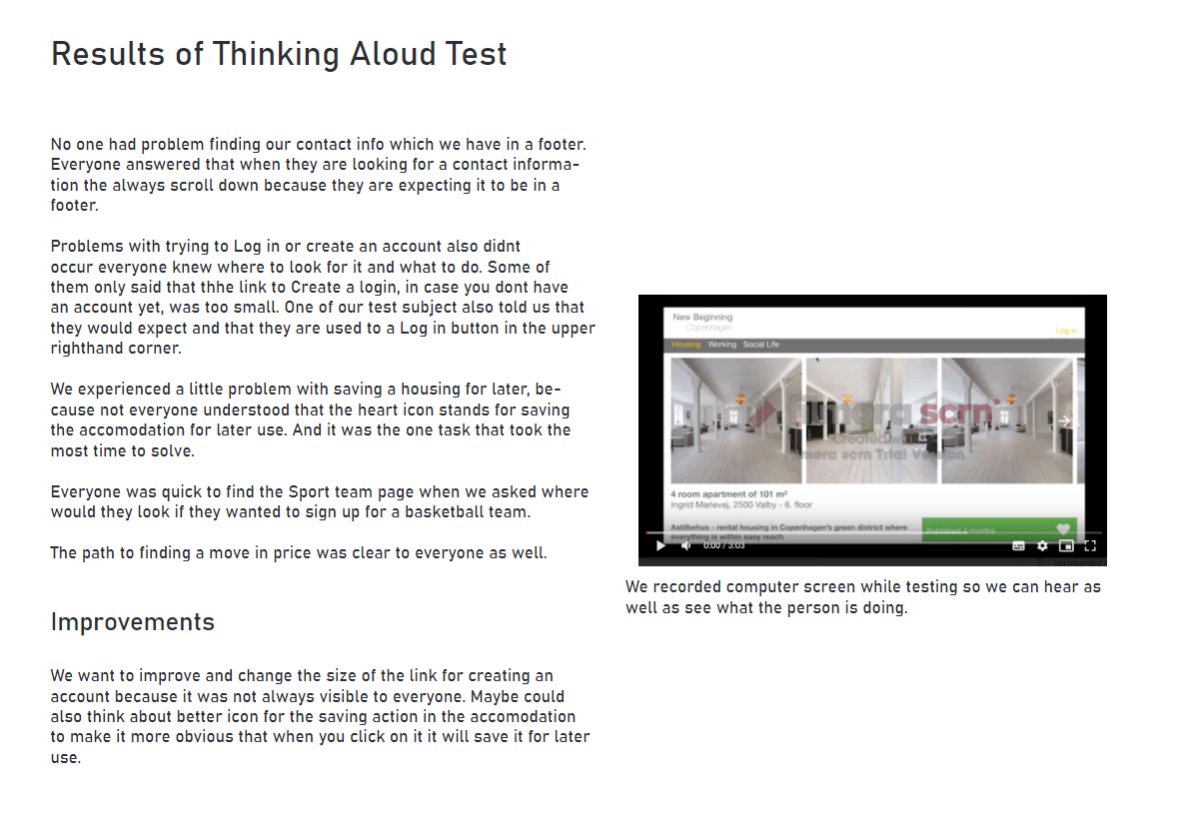 Results of Thinking Aloud Test
No one had problem finding our contact info which we have in a footer.
Everyone answered that when they are looking for a contact informa-
tion the always scroll down because they are expecting it to be in a
footer.
Problems with trying to Log in or create an account also didnt
occur everyone knew where to look for it and what to do. Some of
them only said that thhe link to Create a login, in case you dont have
an account yet, was too small. One of our test subject also told us that
they would expect and that they are used to a Log in button in the upper
righthand corner.
We experienced a little problem with saving a housing for later, be-
cause not everyone understood that the heart icon stands for saving
the accomodation for later use. And it was the one task that took the
most time to solve.
Everyone was quick to find the Sport team page when we asked where
would they look if they wanted to sign up for a basketball team.
The path to finding a move in price was clear to everyone as well.
Improvements
We want to improve and change the size of the link for creating an
account because it was not always visible to everyone. Maybe could
also think about better icon for the saving action in the accomodation
to make it more obvious that when you click on it it will save it for later
use.
New Beginning
Copenhagen
Log in
Housing Working Social Life
scrn
Created with
Trial Version
4 room apartment of 101 m²
Ingrid Marievej, 2500 Valby - 6. floor
Astilbehus - rental housing in Copenhagen's green district where
everything is within easy reach
Published 4 months
0:00 / 3:03
We recorded computer screen while testing so we can hear as
well as see what the person is doing.